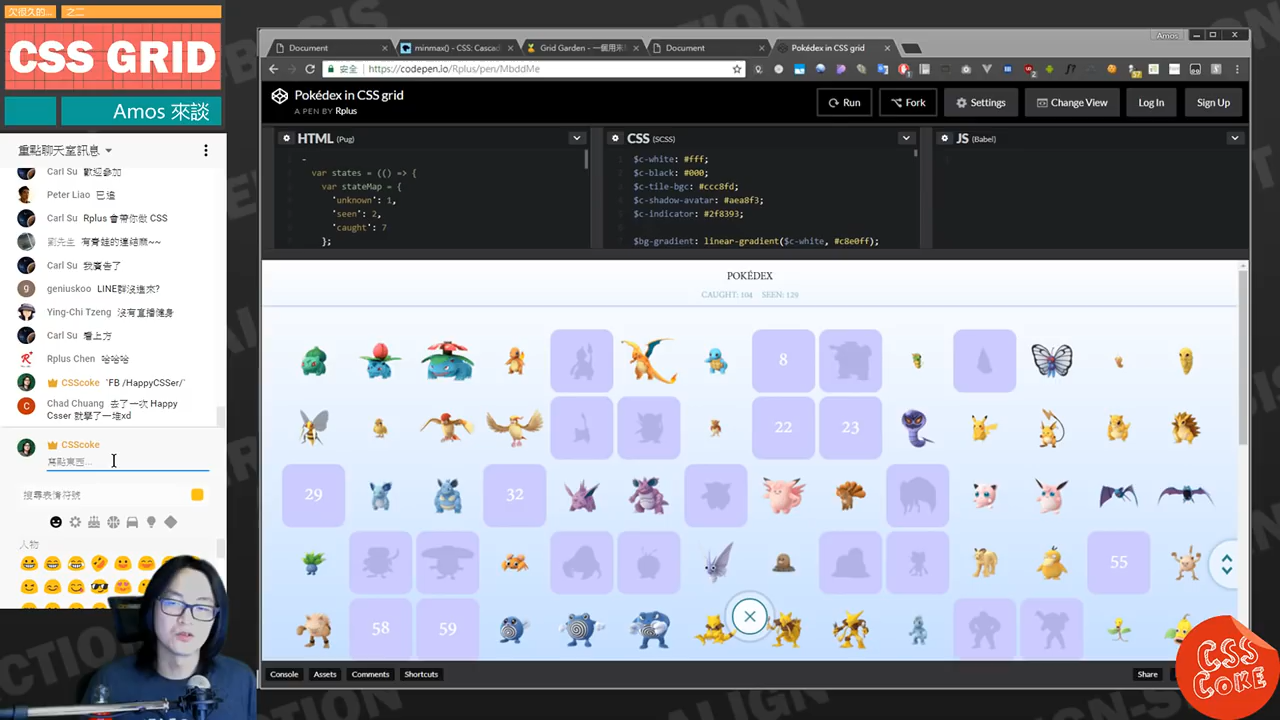 欠很久的...
之二
CSS GRID
Amos 來談
重點聊天室訊息
Carl Su 歡迎參加
Peter Liao 已追
Carl Su Rplus 會帶你做 CSS
劉先生 有青蛙的連結嗎~~
Carl Su 我廣告了
geniuskoo LINE群沒進來?
Ying-Chi Tzeng 沒有直播健身
Carl Su 看上方
Rplus Chen 哈哈哈
CSScoke `FB /HappyCSSer/`
Chad Chuang 去了一次 Happy
Csser 就學了一堆xd
CSScoke
寫點東西...
搜尋表情符號
人物
Document
minmax() - CSS: Cascad
Grid Garden - 一個用來
Document
Pokédex in CSS grid
Amos
安全
https://codepen.io/Rplus/pen/MbddMe
Pokédex in CSS grid
A PEN BY Rplus
Run
Fork
Settings
Change View
Log In
Sign Up
HTML (Pug)
-
var states = (() => {
var stateMap = {
'unknown': 1,
'seen': 2,
'caught': 7
};
CSS (SCSS)
$c-white: #fff;
$c-black: #000;
$c-tile-bgc: #ccc8fd;
$c-shadow-avatar: #aea8f3;
$c-indicator: #2f8393;
$bg-gradient: linear-gradient($c-white, #c8e0ff);
JS (Babel)
POKÉDEX
CAUGHT: 104 SEEN: 129
8
22
23
29
32
55
58
59
Console
Assets
Comments
Shortcuts
Share
CSS
COKE